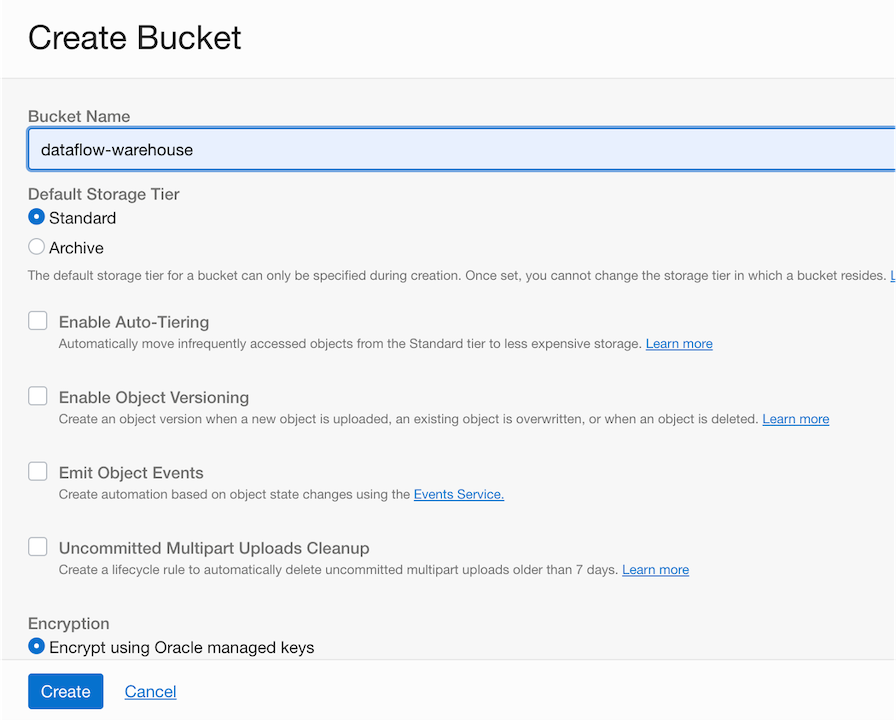 Create Bucket
Bucket Name
dataflow-warehouse
Default Storage Tier
Standard
Archive
The default storage tier for a bucket can only be specified during creation. Once set, you cannot change the storage tier in which a bucket resides.
Enable Auto-Tiering
Automatically move infrequently accessed objects from the Standard tier to less expensive storage. Learn more
Enable Object Versioning
Create an object version when a new object is uploaded, an existing object is overwritten, or when an object is deleted. Learn more
Emit Object Events
Create automation based on object state changes using the Events Service.
Uncommitted Multipart Uploads Cleanup
Create a lifecycle rule to automatically delete uncommitted multipart uploads older than 7 days. Learn more
Encryption
Encrypt using Oracle managed keys
Create Cancel